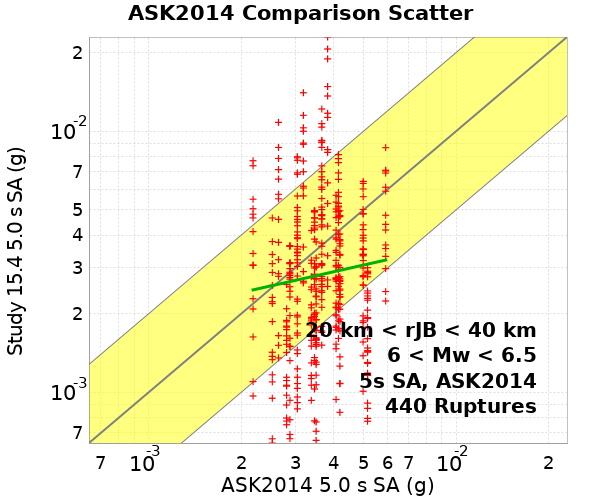 ASK2014 Comparison Scatter
Study 15.4 5.0 s SA (g)
2
10-2
7
5
4
3
2
10-3
7
20 km < rJB < 40 km
6 < Mw < 6.5
5s SA, ASK2014
440 Ruptures
7 10-3 2 3 4 5 6 7 10-2 2
ASK2014 5.0 s SA (g)